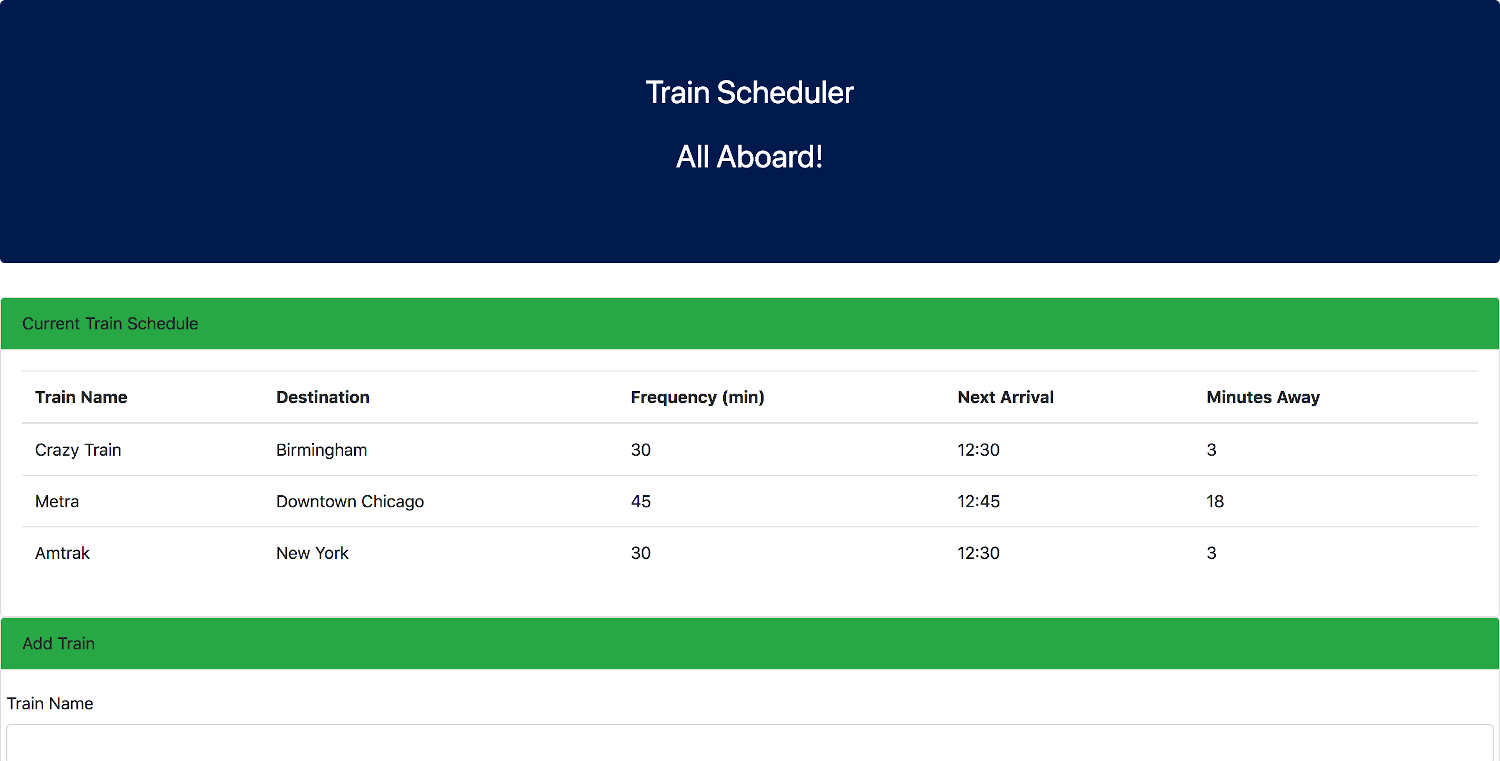 Train Scheduler
All Aboard!
Current Train Schedule
Train Name Destination Frequency (min) Next Arrival Minutes Away
Crazy Train Birmingham 30 12:30 3
Metra Downtown Chicago 45 12:45 18
Amtrak New York 30 12:30 3
Add Train
Train Name